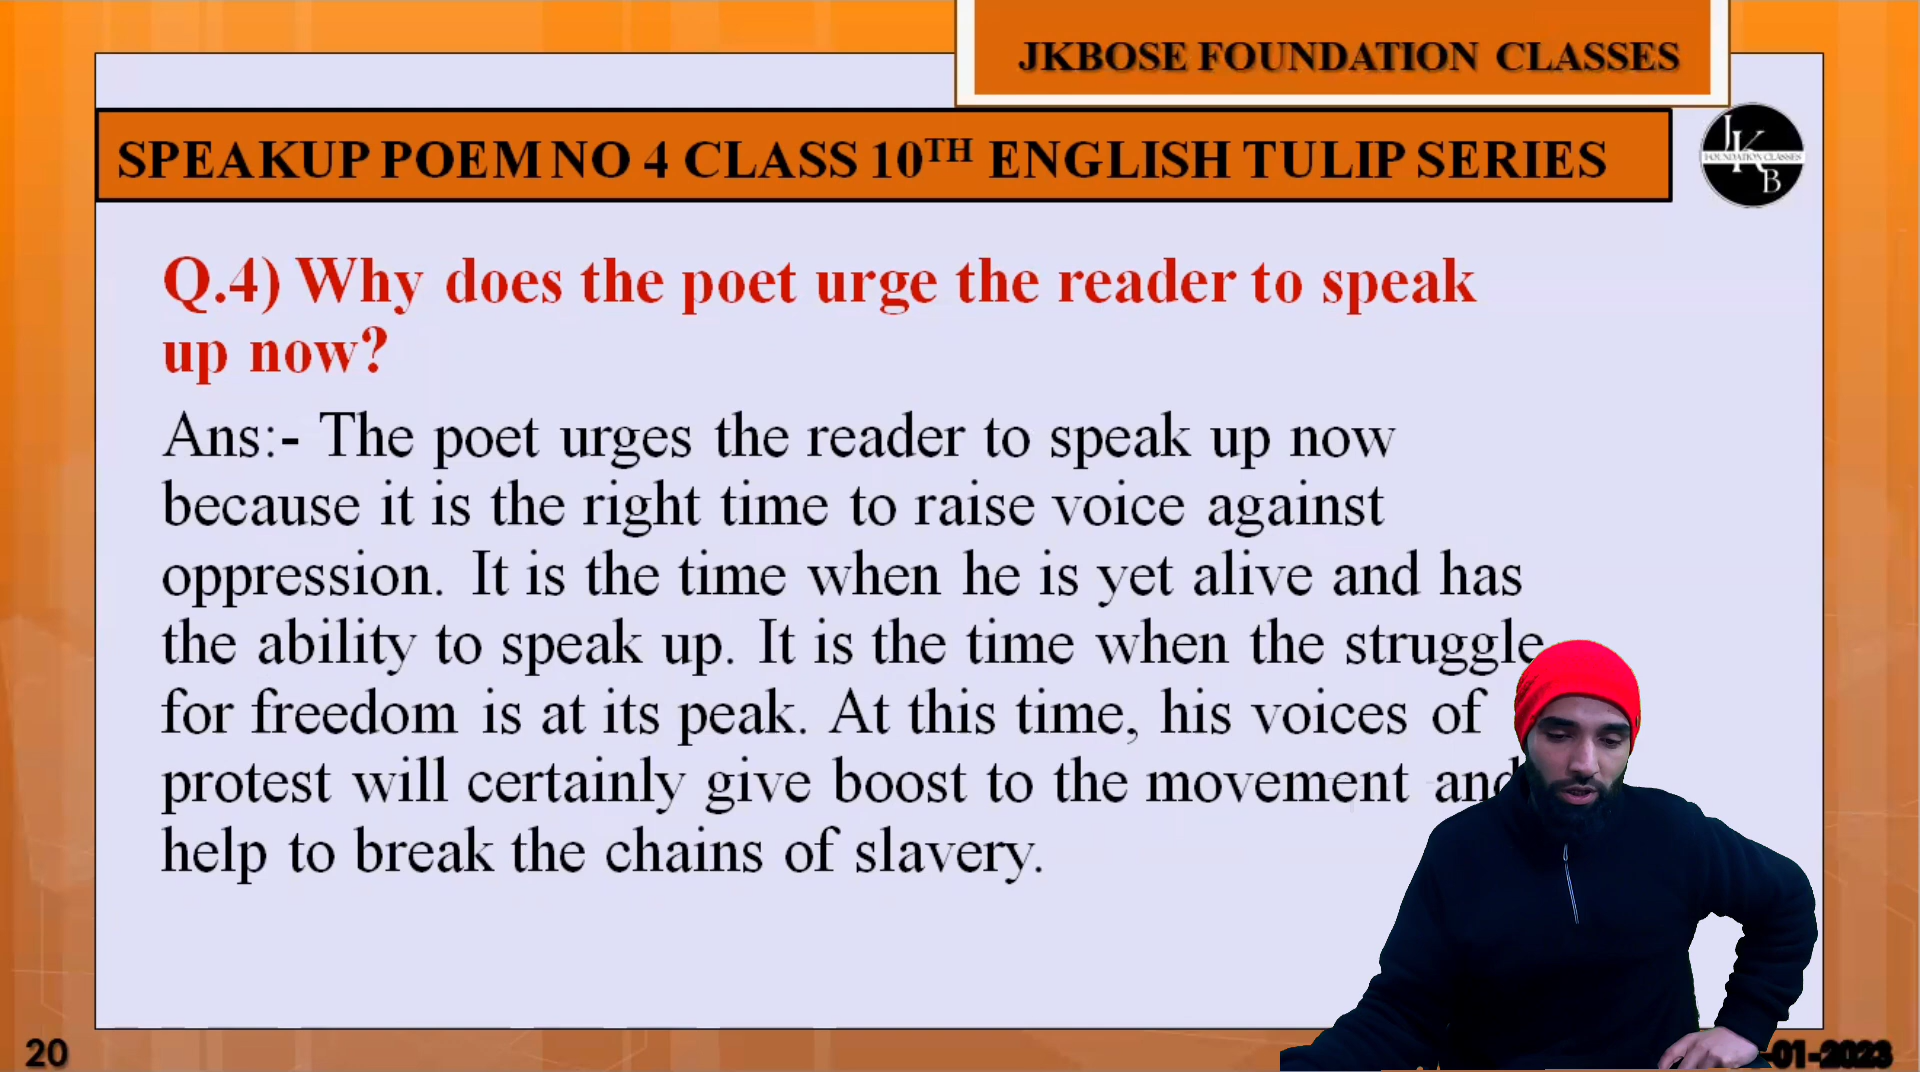 JKBOSE FOUNDATION CLASSES
SPEAKUP POEM NO 4 CLASS 10TH ENGLISH TULIP SERIES
JK
FOUNDATION CLASSES
B
Q.4) Why does the poet urge the reader to speak
up now?
Ans:- The poet urges the reader to speak up now
because it is the right time to raise voice against
oppression. It is the time when he is yet alive and has
the ability to speak up. It is the time when the struggle
for freedom is at its peak. At this time, his voices of
protest will certainly give boost to the movement and
help to break the chains of slavery.
20
-01-2023